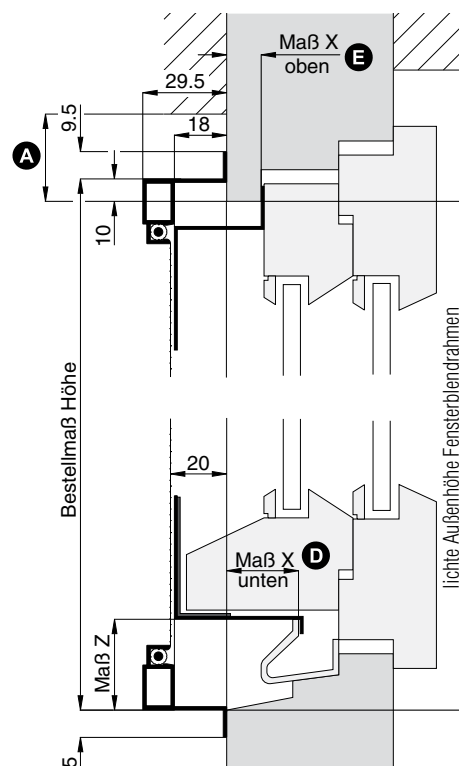 Maß X
oben
E
29.5
9.5
18
A
10
Bestellmaß Höhe
lichte Außenhöhe Fensterblendrahmen
20
Maß X
unten
D
Maß Z
5